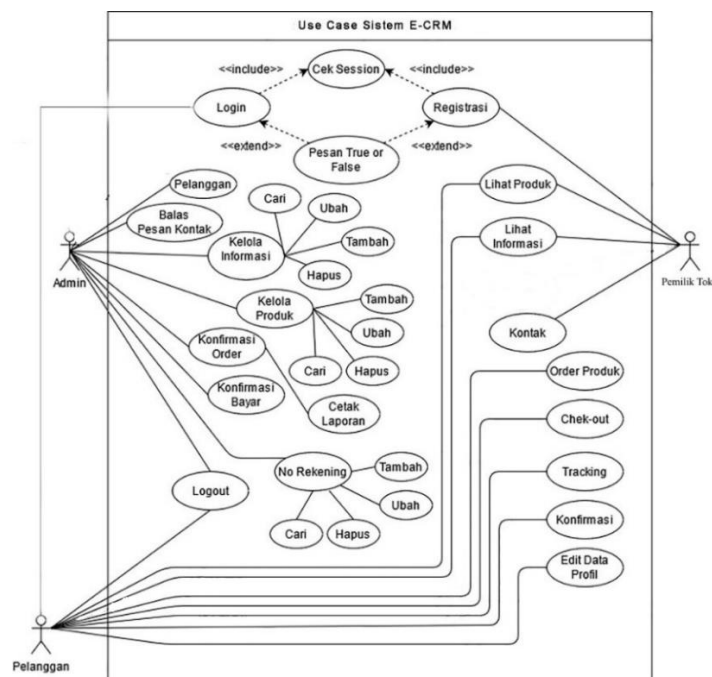 Use Case Sistem E-CRM
<<include>>
Cek Session
<<include>>
Login
Registrasi
<<extend>>
Pesan True or
False
<<extend>>
Pelanggan
Balas
Pesan Kontak
Cari
Ubah
Kelola
Informasi
Tambah
Hapus
Lihat Produk
Lihat
Informasi
Admin
Pemilik Tok
Kelola
Produk
Tambah
Ubah
Cari
Hapus
Kontak
Konfirmasi
Order
Konfirmasi
Bayar
Cetak
Laporan
Order Produk
Chek-out
No Rekening
Tambah
Ubah
Cari
Hapus
Logout
Tracking
Konfirmasi
Edit Data
Profil
Pelanggan